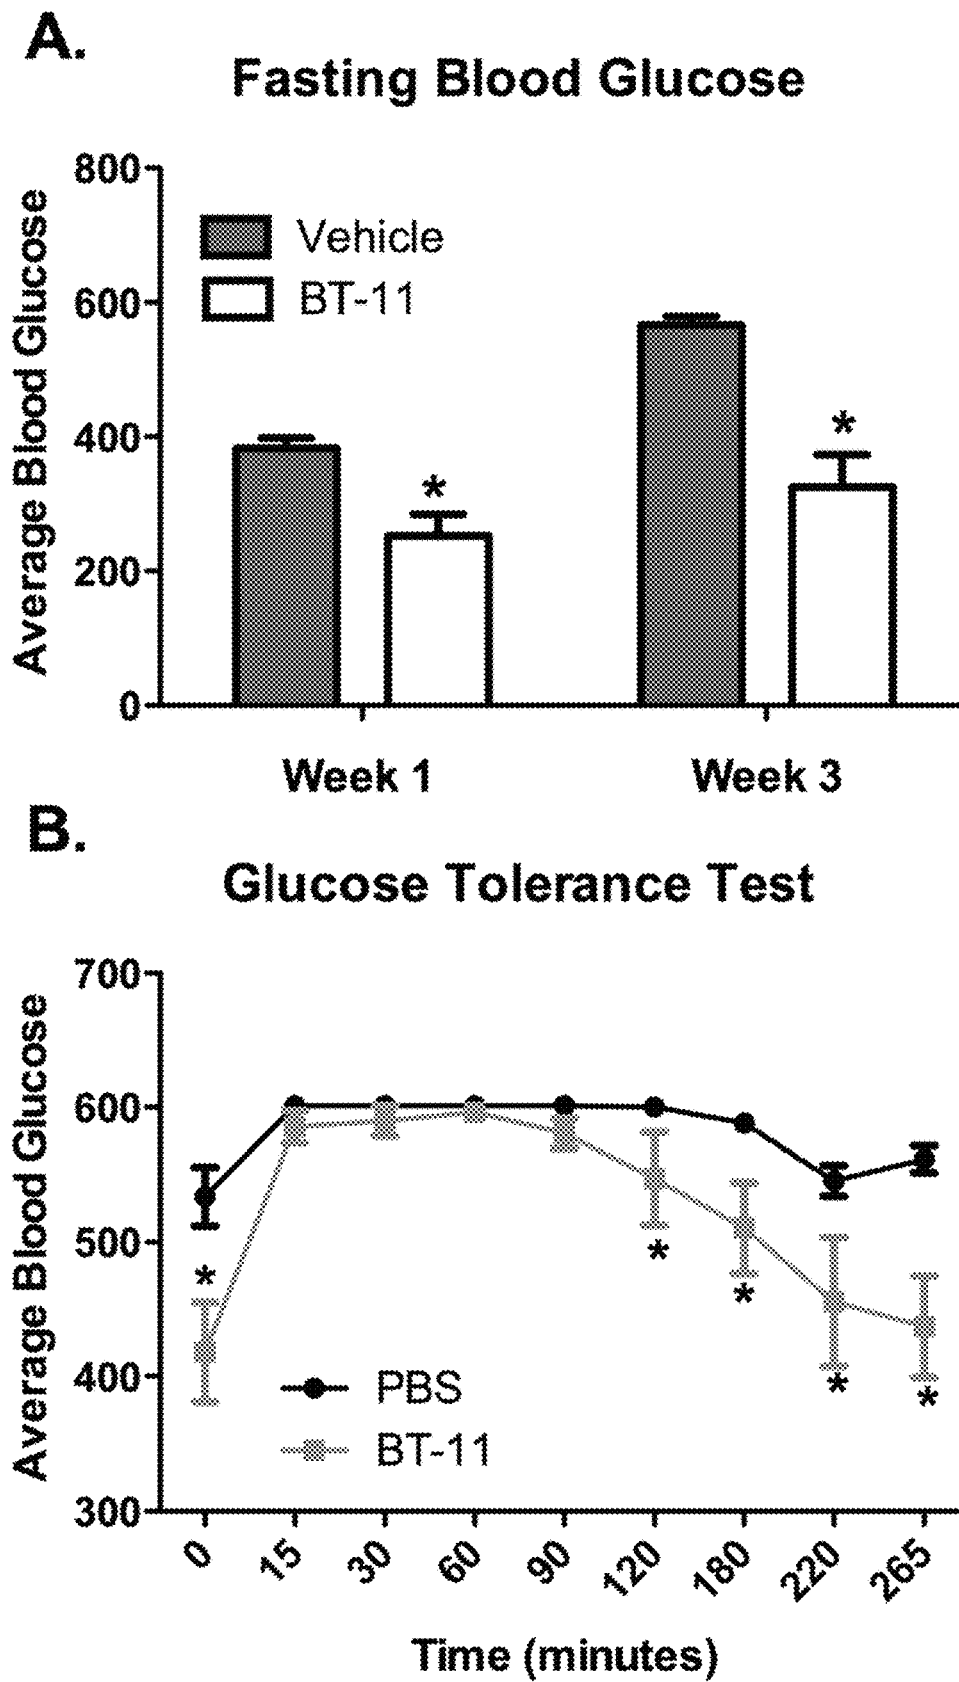 A.
Fasting Blood Glucose
Average Blood Glucose
800
600
400
200
0
Vehicle
BT-11
*
*
Week 1
Week 3
B.
Glucose Tolerance Test
Average Blood Glucose
700
600
500
400
300
*
*
*
*
*
PBS
BT-11
0
15
30
60
90
120
180
220
265
Time (minutes)